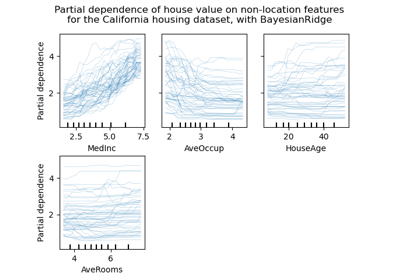 Partial dependence of house value on non-location features
for the California housing dataset, with BayesianRidge
Partial dependence
4
2
2.5 5.0 7.5
MedInc
2 3 4
AveOccup
20 40
HouseAge
Partial dependence
4
2
4 6
AveRooms